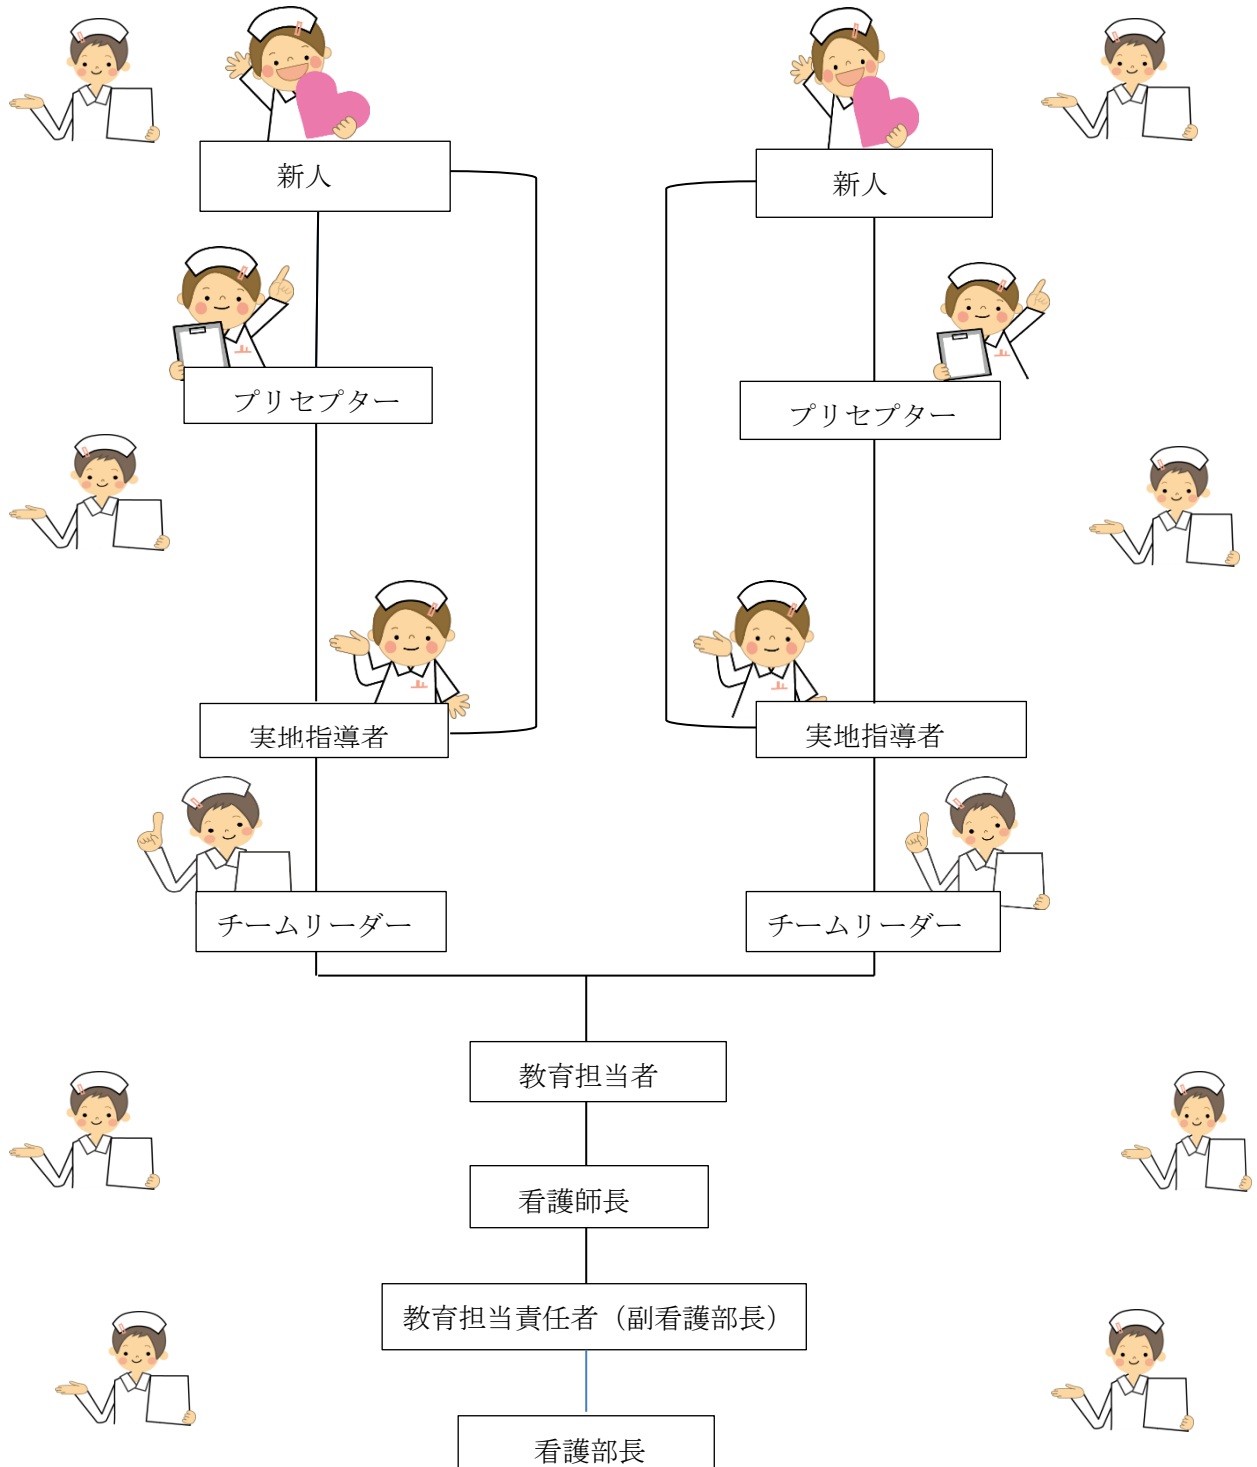 新人
新人
プリセプター
プリセプター
実地指導者
実地指導者
チームリーダー
チームリーダー
教育担当者
看護師長
教育担当責任者（副看護部長）
看護部長